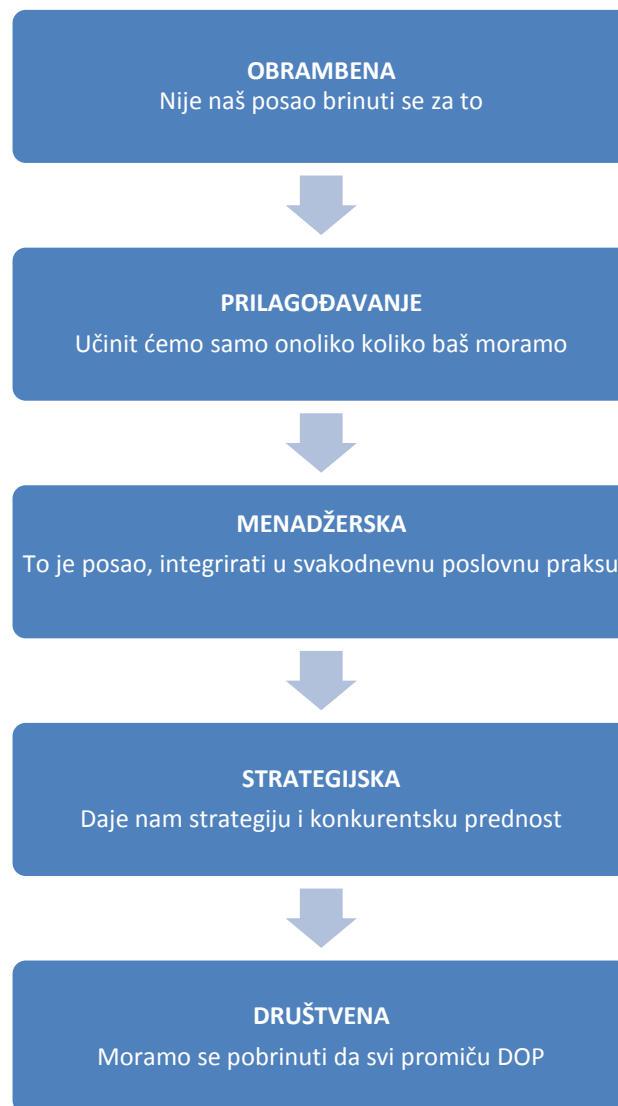 OBRAMBENA
Nije naš posao brinuti se za to
PRILAGOĐAVANJE
Učinit ćemo samo onoliko koliko baš moramo
MENADŽERSKA
To je posao, integrirati u svakodnevnu poslovnu praksu
STRATEGIJSKA
Daje nam strategiju i konkurentsku prednost
DRUŠTVENA
Moramo se pobrinuti da svi promiču DOP